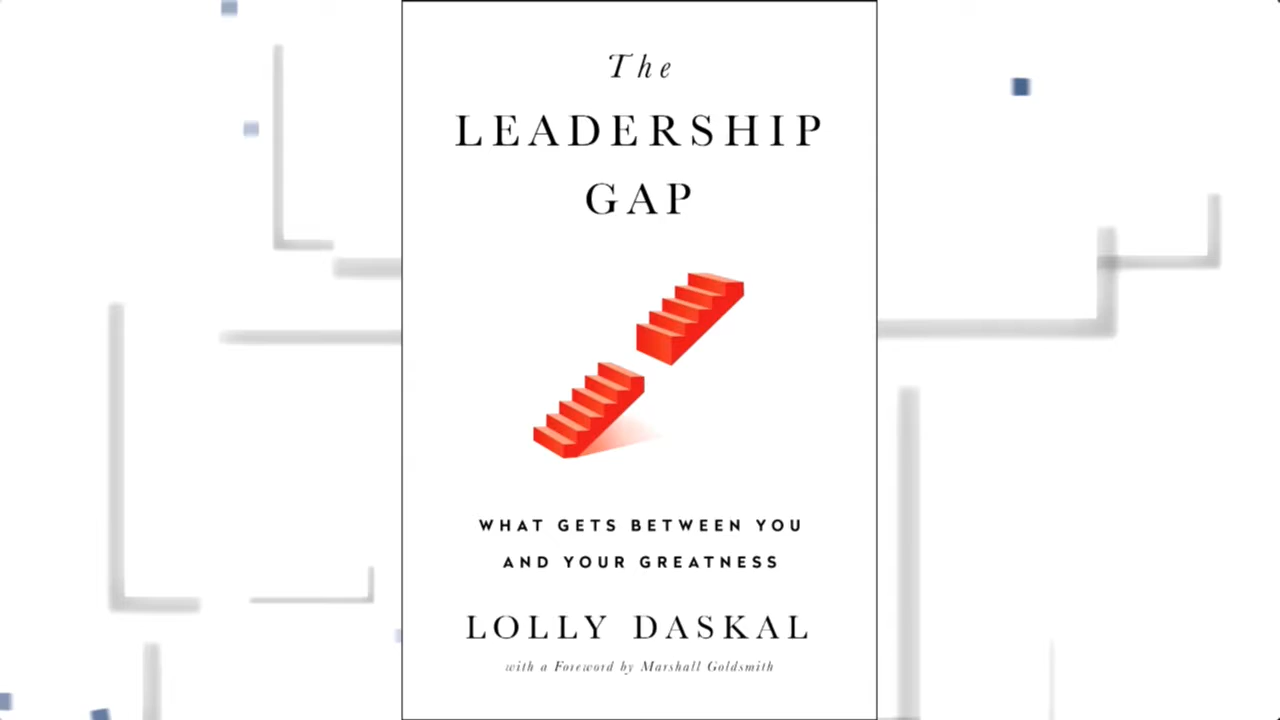 The
LEADERSHIP
GAP
WHAT GETS BETWEEN YOU
AND YOUR GREATNESS
LOLLY DASKAL
with a Foreword by Marshall Goldsmith